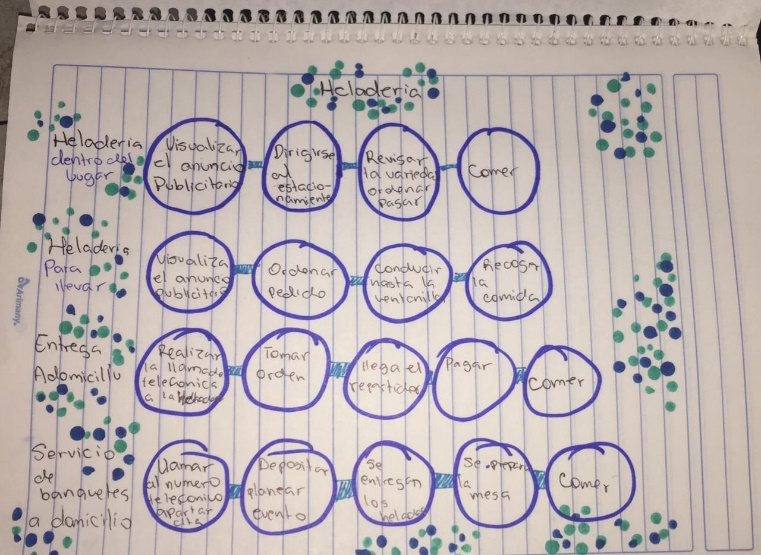 Heladeria
Heladeria
dentro del
lugar
Visualizar
el anuncio
Publicitario
Dirigirse
al
estacio-
namiento
Revisar
la variedad
ordenar
Pagar
Comer
Heladeria
Para
llevar
Visualiza
el anuncio
publicitario
Ordenar
pedido
Conducir
hasta la
ventanilla
Recoger
la
comida
Entrega
Adomicilio
Realizar
la llamada
telefonica
a la
Tomar
orden
llega el
repartidor
Pagar
Comer
Servicio
de
banquetes
a domicilio
Llamar
al numero
telefonico
apartar
cita
Depositar
planear
evento
Se
entregan
los
helados
Se prepara
la
mesa
Comer